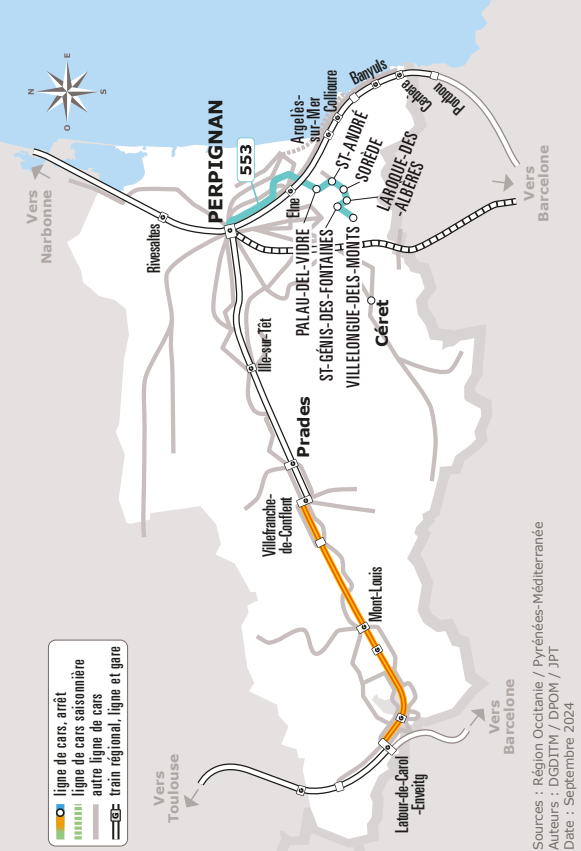 ligne de cars, arrêt
ligne de cars saisonnière
autre ligne de cars
G
train régional, ligne et gare
Vers
Toulouse
Latour-de-Carol
-Enveitg
Vers
Barcelone
Mont-Louis
Villefranche-
de-Conflent
Prades
Ille-sur-Têt
Céret
Rivesaltes
Vers
Narbonne
PERPIGNAN
553
Elne
PALAU-DEL-VIDRE
ST-GÉNIS-DES-FONTAINES
VILLELONGUE-DELS-MONTS
ST-ANDRÉ
SORÈDE
LAROQUE-DES
-ALBÈRES
Argelès-
sur-Mer
Collioure
Banyuls
Cerbère
Portbou
Vers
Barcelone
N
E
S
O
Sources : Région Occitanie / Pyrénées-Méditerranée
Auteurs : DGDITM / DPOM / JPT
Date : Septembre 2024